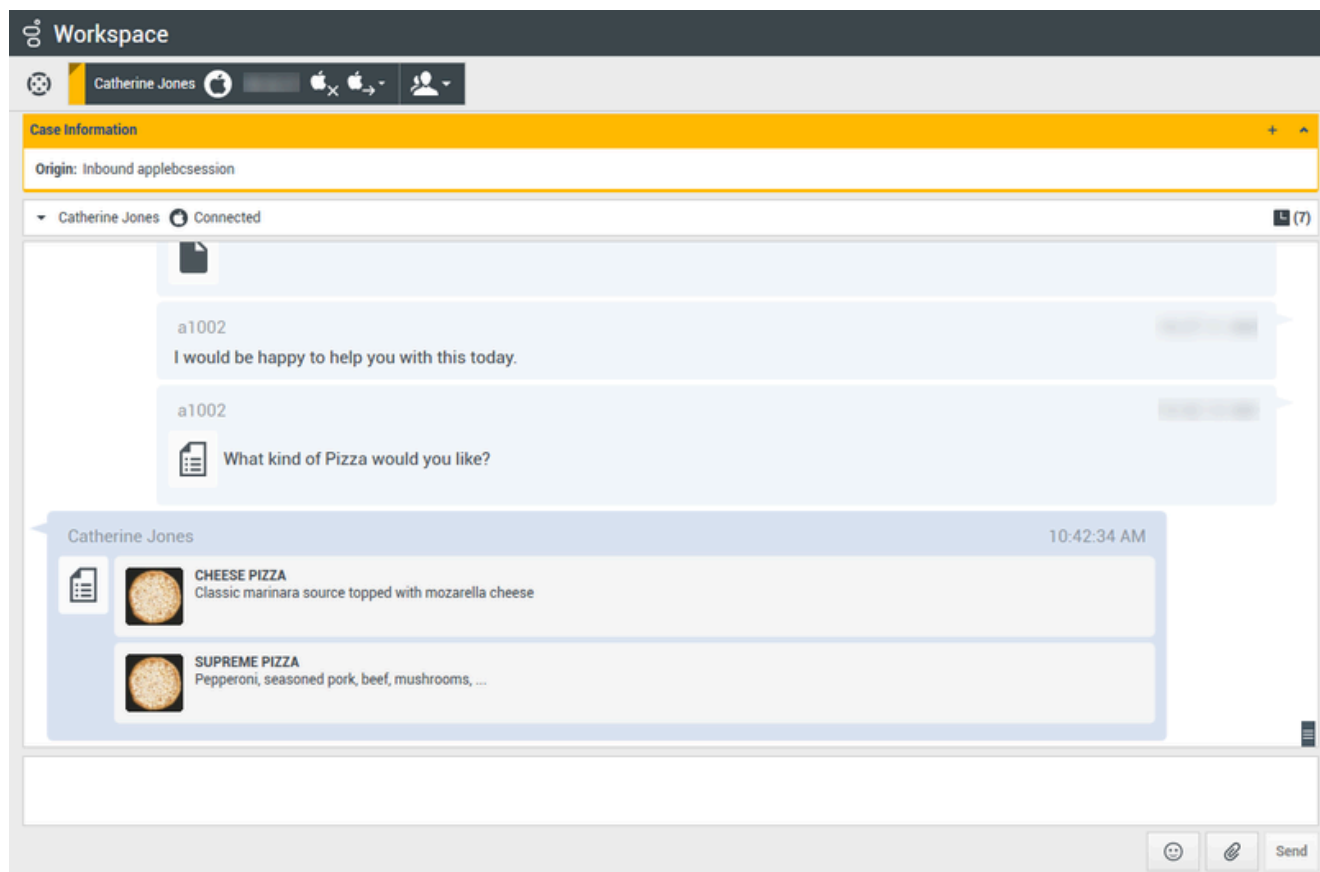 Workspace
Catherine Jones
Case Information
Origin: Inbound applebcsession
Catherine Jones Connected (7)
a1002
I would be happy to help you with this today.
a1002
What kind of Pizza would you like?
Catherine Jones 10:42:34 AM
CHEESE PIZZA
Classic marinara source topped with mozarella cheese
SUPREME PIZZA
Pepperoni, seasoned pork, beef, mushrooms, ...
Send